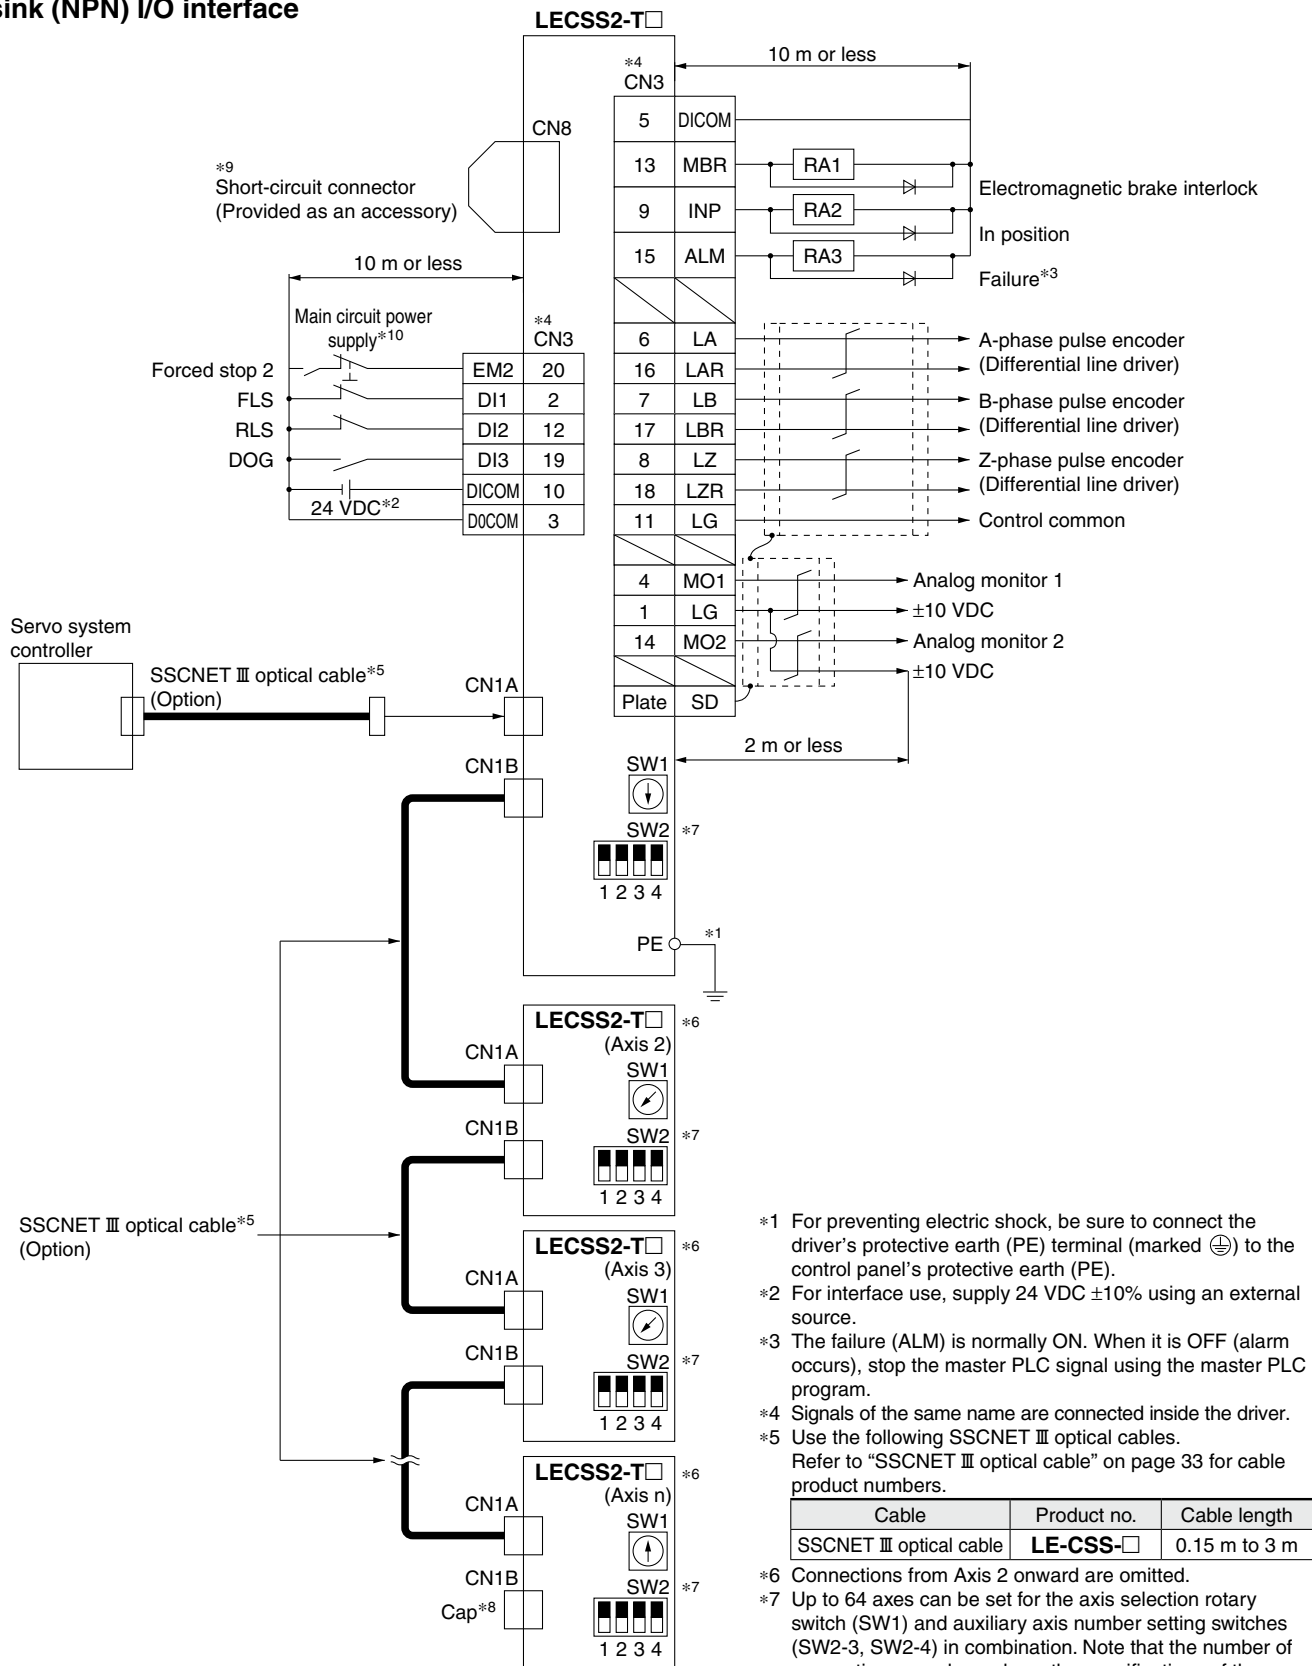 sink (NPN) I/O interface
LECSS2-T□
*4
CN3
10 m or less
5 DICOM
13 MBR RA1
Electromagnetic brake interlock
9 INP RA2
In position
15 ALM RA3
Failure*3
6 LA
16 LAR
7 LB
17 LBR
8 LZ
18 LZR
11 LG
4 MO1
1 LG
14 MO2
Plate SD
A-phase pulse encoder
(Differential line driver)
B-phase pulse encoder
(Differential line driver)
Z-phase pulse encoder
(Differential line driver)
Control common
Analog monitor 1
±10 VDC
Analog monitor 2
±10 VDC
2 m or less
CN8
*9
Short-circuit connector
(Provided as an accessory)
10 m or less
Main circuit power
supply*10
*4
CN3
Forced stop 2 EM2 20
FLS DI1 2
RLS DI2 12
DOG DI3 19
DICOM 10
24 VDC*2
D0COM 3
Servo system
controller
SSCNET Ⅲ optical cable*5
(Option)
CN1A
CN1B
SW1
SW2 *7
1 2 3 4
PE *1
LECSS2-T□ *6
(Axis 2)
CN1A
SW1
CN1B
SW2 *7
1 2 3 4
SSCNET Ⅲ optical cable*5
(Option)
LECSS2-T□ *6
(Axis 3)
CN1A
SW1
CN1B
SW2 *7
1 2 3 4
LECSS2-T□ *6
(Axis n)
CN1A
SW1
CN1B
Cap*8
SW2 *7
1 2 3 4
*1 For preventing electric shock, be sure to connect the
driver's protective earth (PE) terminal (marked ⏚) to the
control panel's protective earth (PE).
*2 For interface use, supply 24 VDC ±10% using an external
source.
*3 The failure (ALM) is normally ON. When it is OFF (alarm
occurs), stop the master PLC signal using the master PLC
program.
*4 Signals of the same name are connected inside the driver.
*5 Use the following SSCNET Ⅲ optical cables.
Refer to “SSCNET Ⅲ optical cable” on page 33 for cable
product numbers.
Cable Product no. Cable length
SSCNET Ⅲ optical cable LE-CSS-□ 0.15 m to 3 m
*6 Connections from Axis 2 onward are omitted.
*7 Up to 64 axes can be set for the axis selection rotary
switch (SW1) and auxiliary axis number setting switches
(SW2-3, SW2-4) in combination. Note that the number of